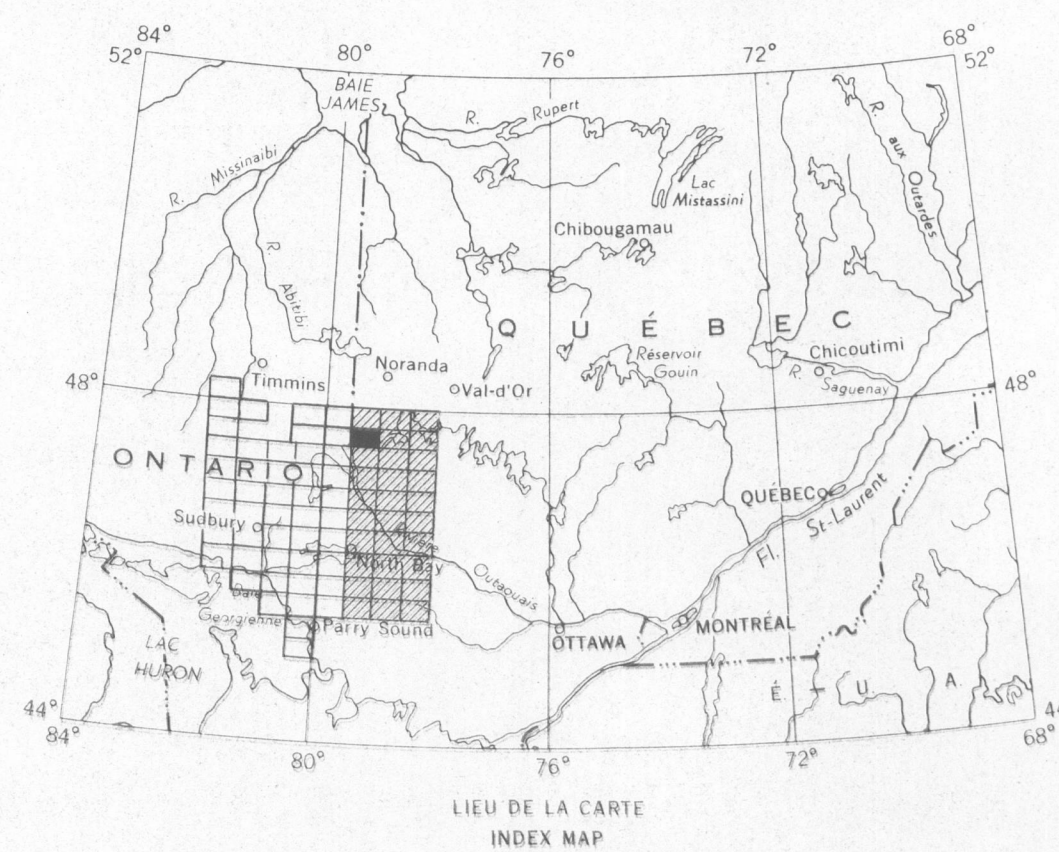 84° 80° 76° 72° 68°
52° 52°
BAIE
JAMES
R. Rupert
R. Missinaibi
Lac
Mistassini
R. aux Outardes
Chibougamau
R. Abitibi
QUÉBEC
Réservoir
Gouin
Chicoutimi
R. Saguenay
Noranda
Timmins
Val-d'Or
48° 48°
ONTARIO
QUÉBEC
Fl. St-Laurent
Sudbury
North Bay
Outaouais
Baie
Georgienne
Parry Sound
OTTAWA
MONTRÉAL
LAC
HURON
É.-U.A.
44°
84° 80° 76° 72° 68°
LIEU DE LA CARTE
INDEX MAP